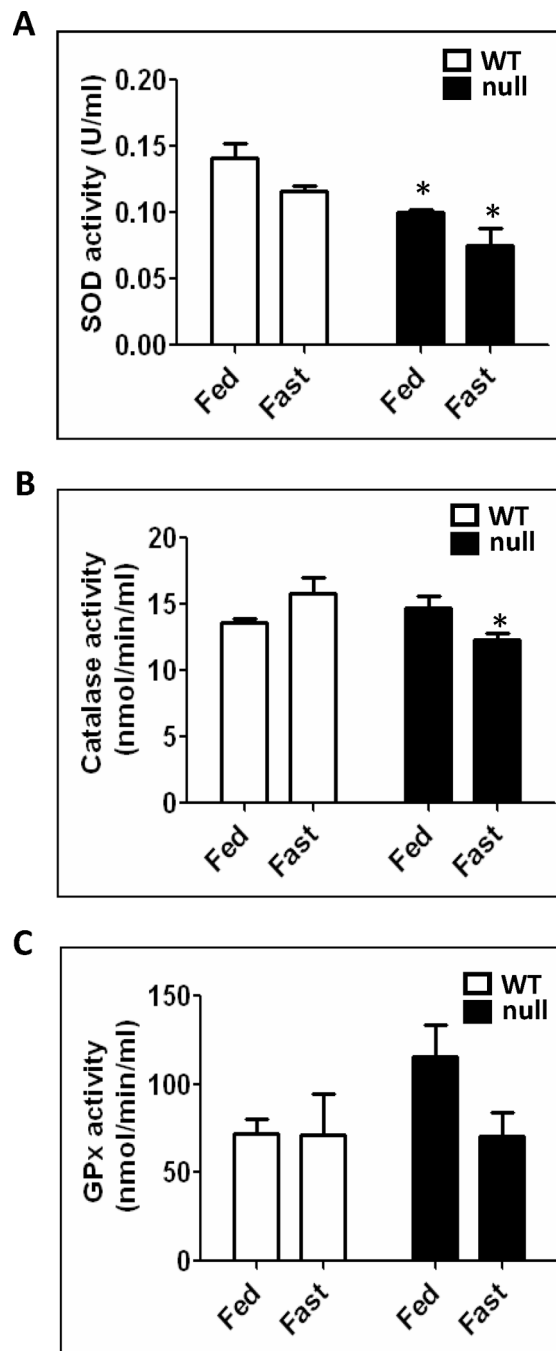 A
WT
null
SOD activity (U/ml)
0.20
0.15
0.10
0.05
0.00
*
*
Fed
Fast
Fed
Fast
B
WT
null
Catalase activity
(nmol/min/ml)
20
15
10
5
0
*
Fed
Fast
Fed
Fast
C
WT
null
GPx activity
(nmol/min/ml)
150
100
50
0
Fed
Fast
Fed
Fast